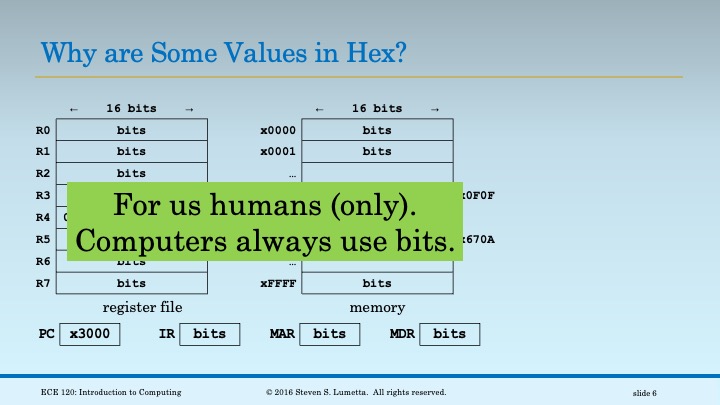 Why are Some Values in Hex?
← 16 bits → ← 16 bits →
R0 bits x0000 bits
R1 bits x0001 bits
R2 bits …
R3 x0F0F
R4
For us humans (only).
Computers always use bits.
R5 x670A
R6 bits …
R7 bits xFFFF bits
register file memory
PC x3000 IR bits MAR bits MDR bits
ECE 120: Introduction to Computing © 2016 Steven S. Lumetta. All rights reserved. slide 6